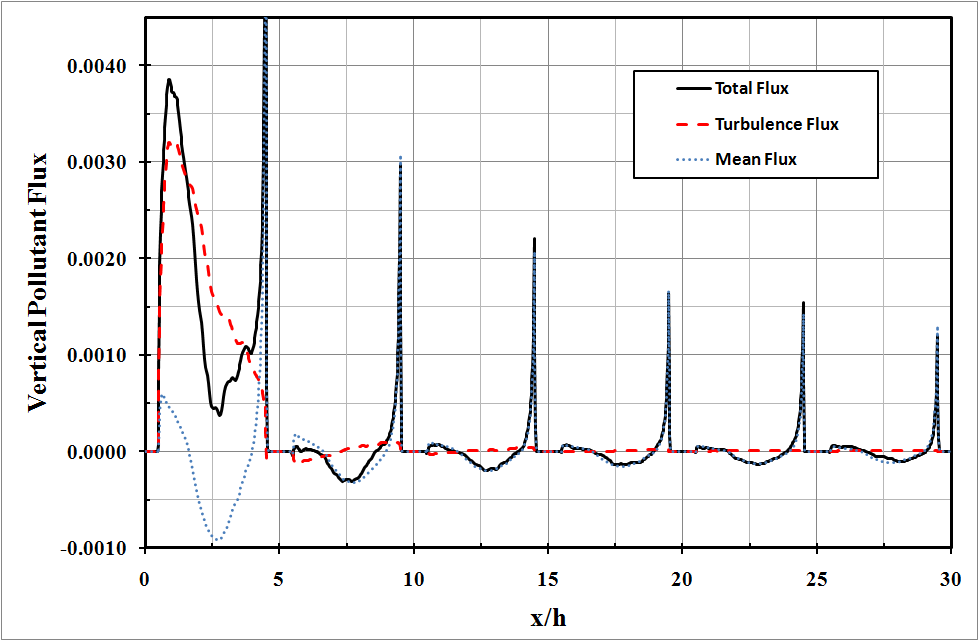 0.0040
0.0030
0.0020
0.0010
0.0000
-0.0010
Vertical Pollutant Flux
Total Flux
Turbulence Flux
Mean Flux
0 5 10 15 20 25 30
x/h